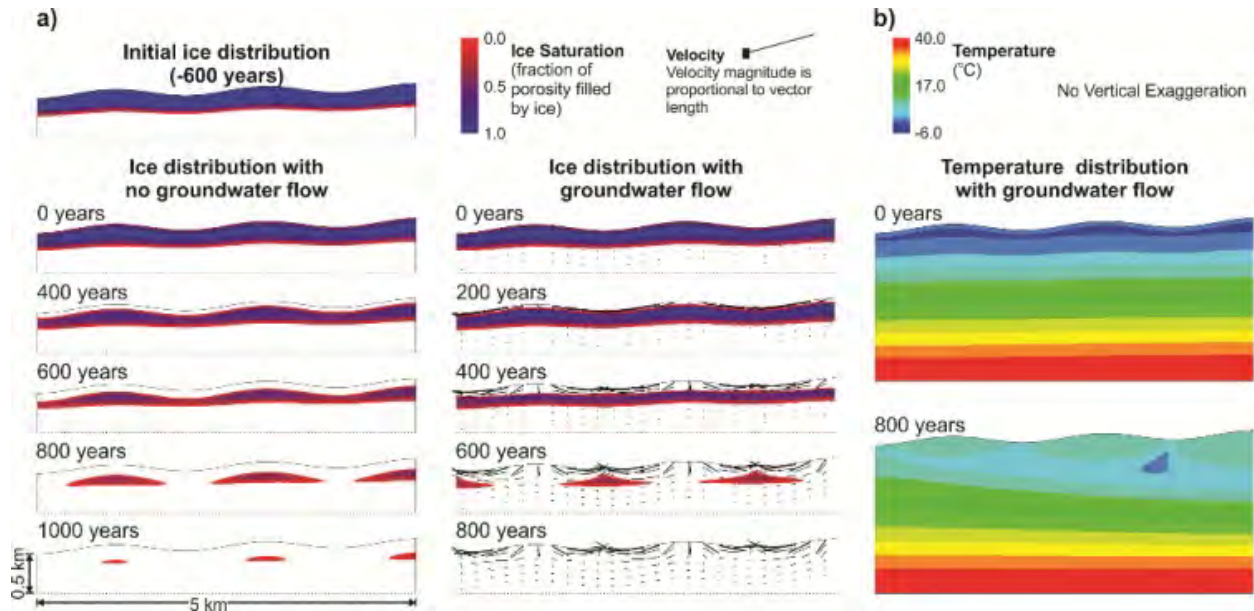 a)
Initial ice distribution
(-600 years)
0.0
0.5
1.0
Ice Saturation
(fraction of
porosity filled
by ice)
Velocity
Velocity magnitude is
proportional to vector
length
b)
40.0
17.0
-6.0
Temperature
(°C)
No Vertical Exaggeration
Ice distribution with
no groundwater flow
0 years
400 years
600 years
800 years
1000 years
0.5 km
5 km
Ice distribution with
groundwater flow
0 years
200 years
400 years
600 years
800 years
Temperature distribution
with groundwater flow
0 years
800 years